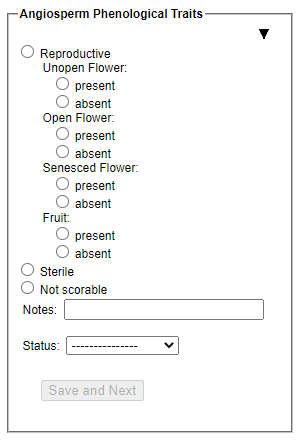 Angiosperm Phenological Traits
▼
Reproductive
Unopen Flower:
present
absent
Open Flower:
present
absent
Senesced Flower:
present
absent
Fruit:
present
absent
Sterile
Not scorable
Notes:
Status: ---------------
Save and Next